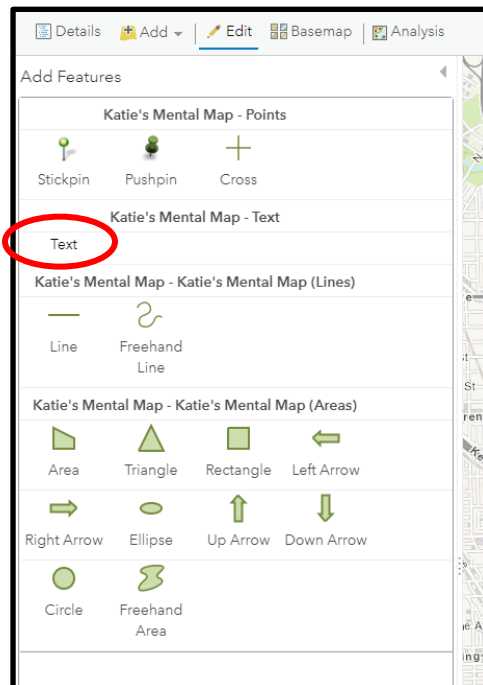 Details Add Edit Basemap Analysis
Add Features
Katie's Mental Map - Points
Stickpin Pushpin Cross
Katie's Mental Map - Text
Text
Katie's Mental Map - Katie's Mental Map (Lines)
Line Freehand
Line
Katie's Mental Map - Katie's Mental Map (Areas)
Area Triangle Rectangle Left Arrow
Right Arrow Ellipse Up Arrow Down Arrow
Circle Freehand
Area
St